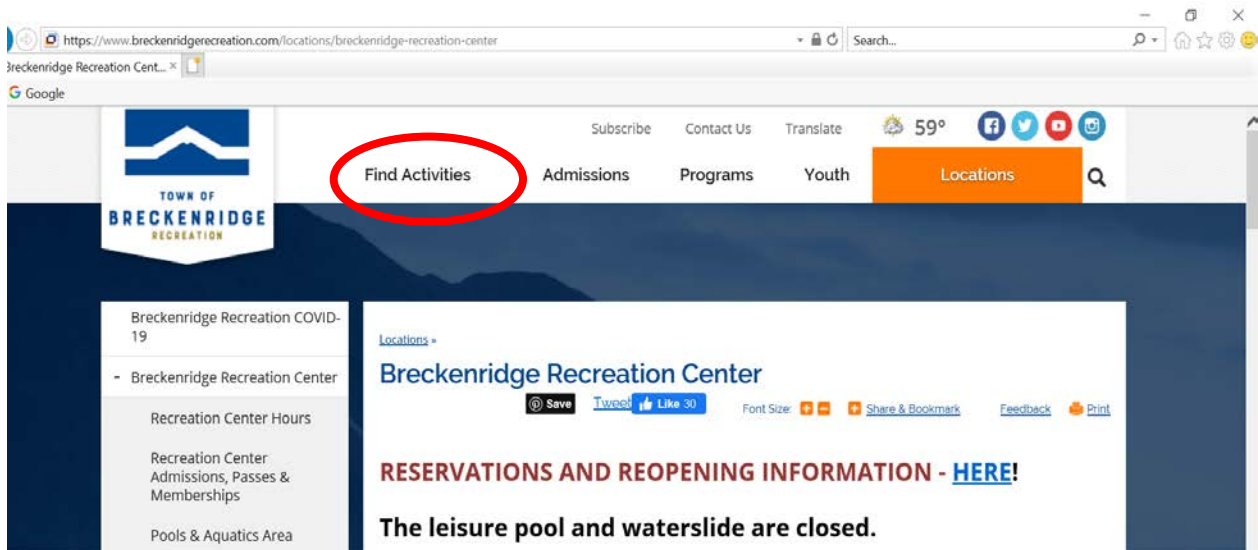 https://www.breckenridgerecreation.com/locations/breckenridge-recreation-center
Search...
Breckenridge Recreation Cent...
Google
Subscribe
Contact Us
Translate
59°
Find Activities
Admissions
Programs
Youth
Locations
TOWN OF
BRECKENRIDGE
RECREATION
Breckenridge Recreation COVID-
19
- Breckenridge Recreation Center
Recreation Center Hours
Recreation Center
Admissions, Passes &
Memberships
Pools & Aquatics Area
Locations »
Breckenridge Recreation Center
Save
Tweet
Like 30
Font Size:
Share & Bookmark
Feedback
Print
RESERVATIONS AND REOPENING INFORMATION - HERE!
The leisure pool and waterslide are closed.